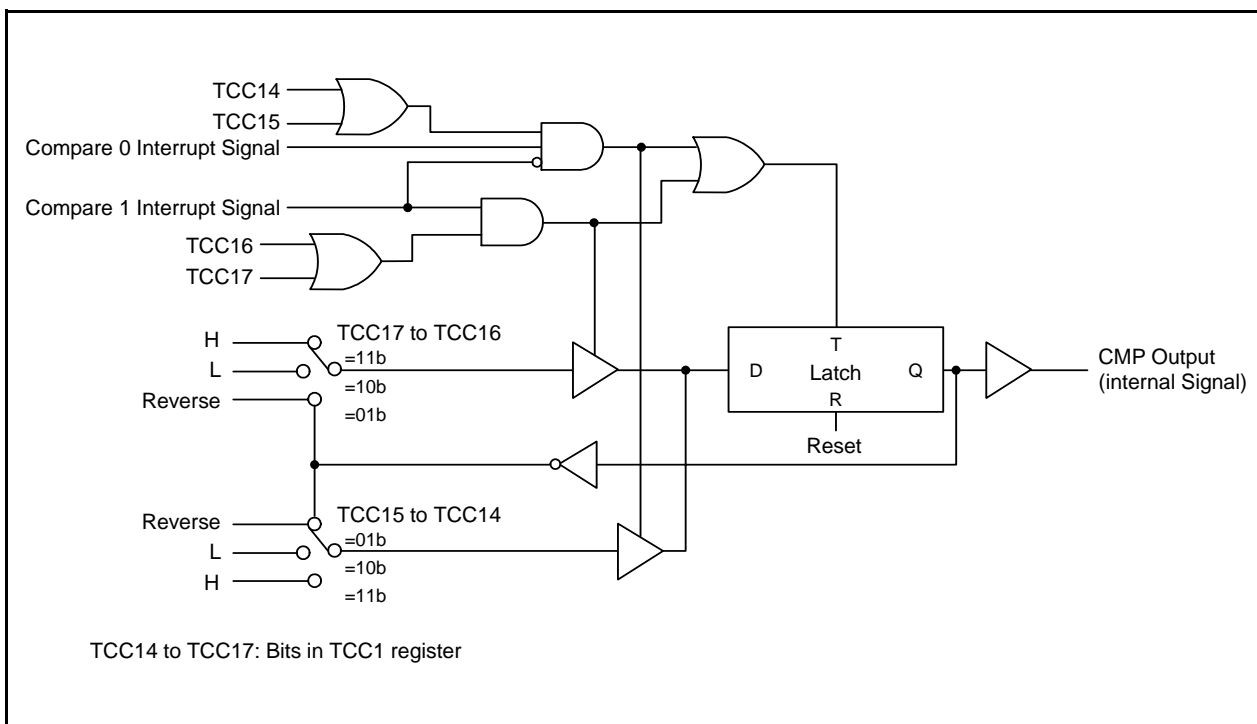 TCC14
TCC15
Compare 0 Interrupt Signal
Compare 1 Interrupt Signal
TCC16
TCC17
H
L
Reverse
TCC17 to TCC16
=11b
=10b
=01b
D
T
Latch
R
Q
Reset
CMP Output
(internal Signal)
Reverse
L
H
TCC15 to TCC14
=01b
=10b
=11b
TCC14 to TCC17: Bits in TCC1 register